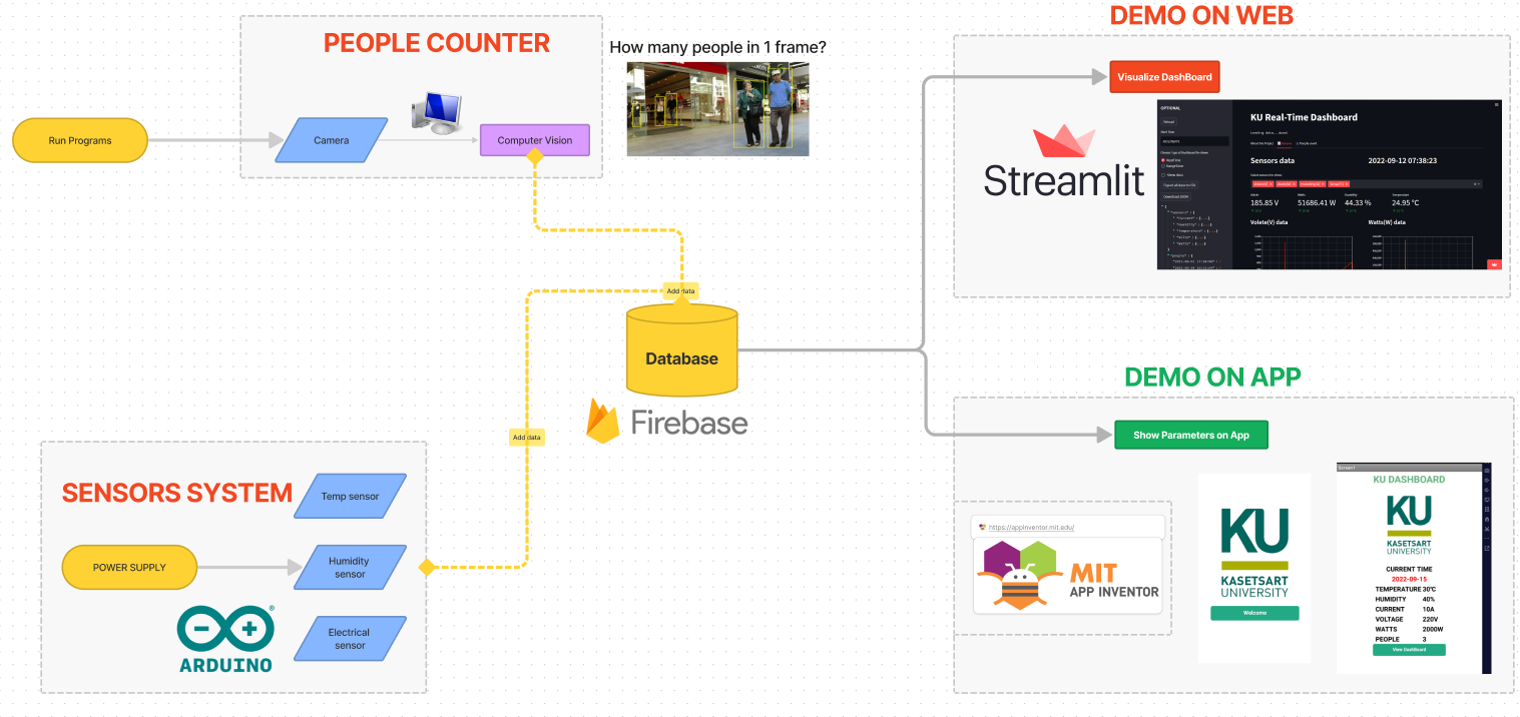 PEOPLE COUNTER
How many people in 1 frame?
Run Programs
Camera
Computer Vision
DEMO ON WEB
Visualize DashBoard
Streamlit
OPTIONAL
KU Real-Time Dashboard
Sensors data
2022-09-12 07:38:23
185.85 V
51686.41 W
44.33 %
24.95 °C
Volete(V) data
Watts(W) data
Add data
Database
Firebase
Add data
SENSORS SYSTEM
Temp sensor
POWER SUPPLY
Humidity
sensor
Electrical
sensor
ARDUINO
DEMO ON APP
Show Parameters on App
https://appinventor.mit.edu/
MIT
APP INVENTOR
KU
KASETSART
UNIVERSITY
Welcome
Screen1
KU DASHBOARD
KU
KASETSART
UNIVERSITY
CURRENT TIME
2022-09-15
TEMPERATURE 30°C
HUMIDITY 40%
CURRENT 10A
VOLTAGE 220V
WATTS 2000W
PEOPLE 3
View DashBoard